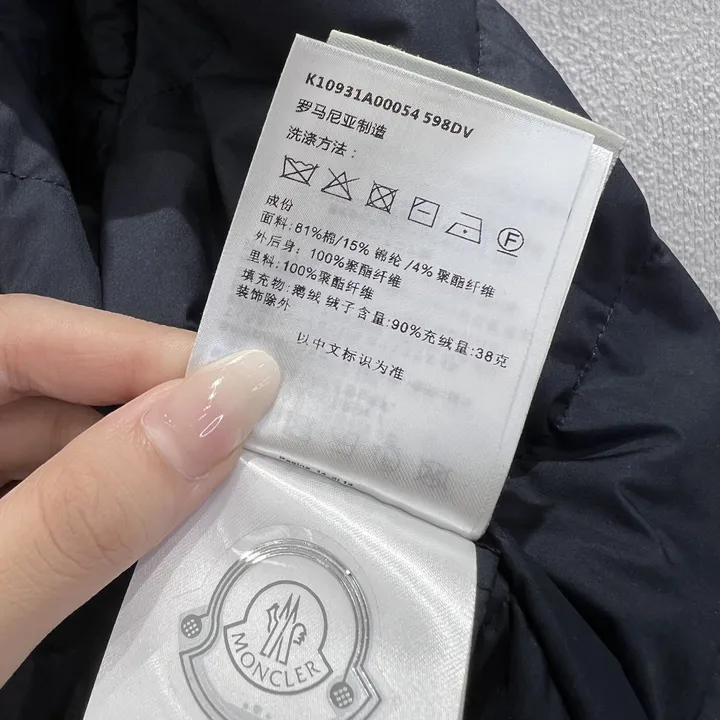 K10931A00054 598DV
罗马尼亚制造
洗涤方法：
F
成份
面料: 81%棉/15% 锦纶 /4% 聚酯纤维
外后身: 100%聚酯纤维
里料:100%聚酯纤维
填充物:鹅绒 绒子含量:90%充绒量:38克
装饰除外
以中文标识为准
MONCLER